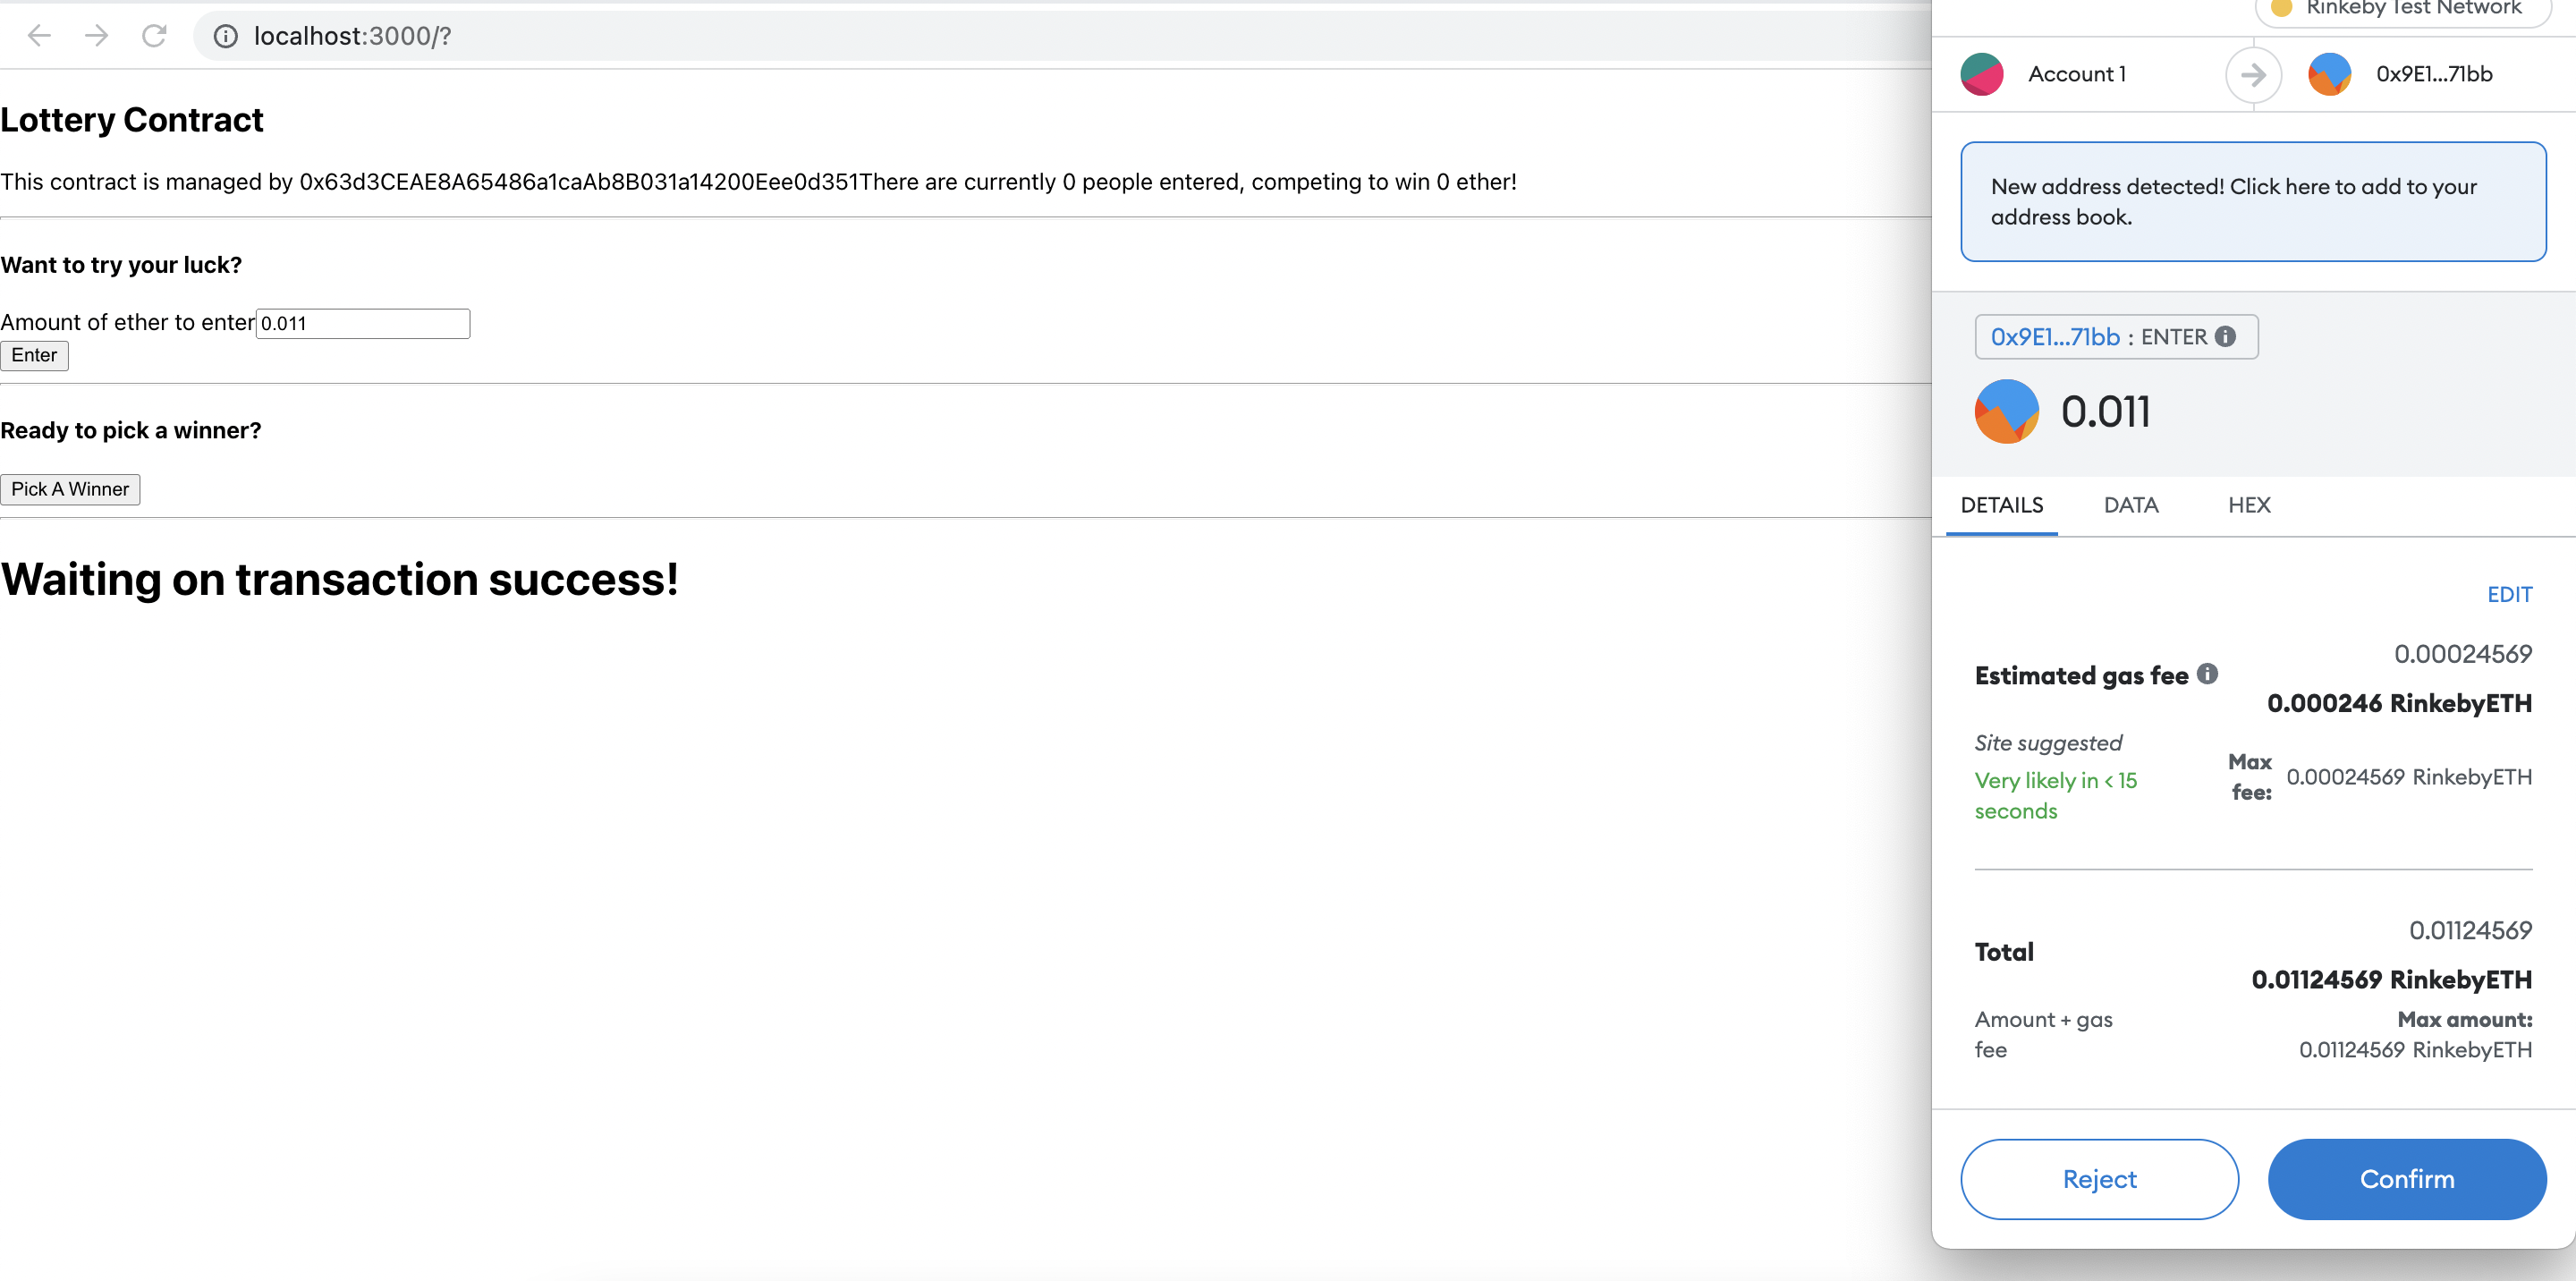 localhost:3000/?
Lottery Contract
This contract is managed by 0x63d3CEAE8A65486a1caAb8B031a14200Eee0d351There are currently 0 people entered, competing to win 0 ether!
Want to try your luck?
Amount of ether to enter 0.011
Enter
Ready to pick a winner?
Pick A Winner
Waiting on transaction success!
Rinkeby Test Network
Account 1
0x9E1...71bb
New address detected! Click here to add to your
address book.
0x9E1...71bb : ENTER
0.011
DETAILS
DATA
HEX
EDIT
Estimated gas fee
0.00024569
0.000246 RinkebyETH
Site suggested
Very likely in < 15
seconds
Max
fee:
0.00024569 RinkebyETH
Total
0.01124569
0.01124569 RinkebyETH
Amount + gas
fee
Max amount:
0.01124569 RinkebyETH
Reject
Confirm